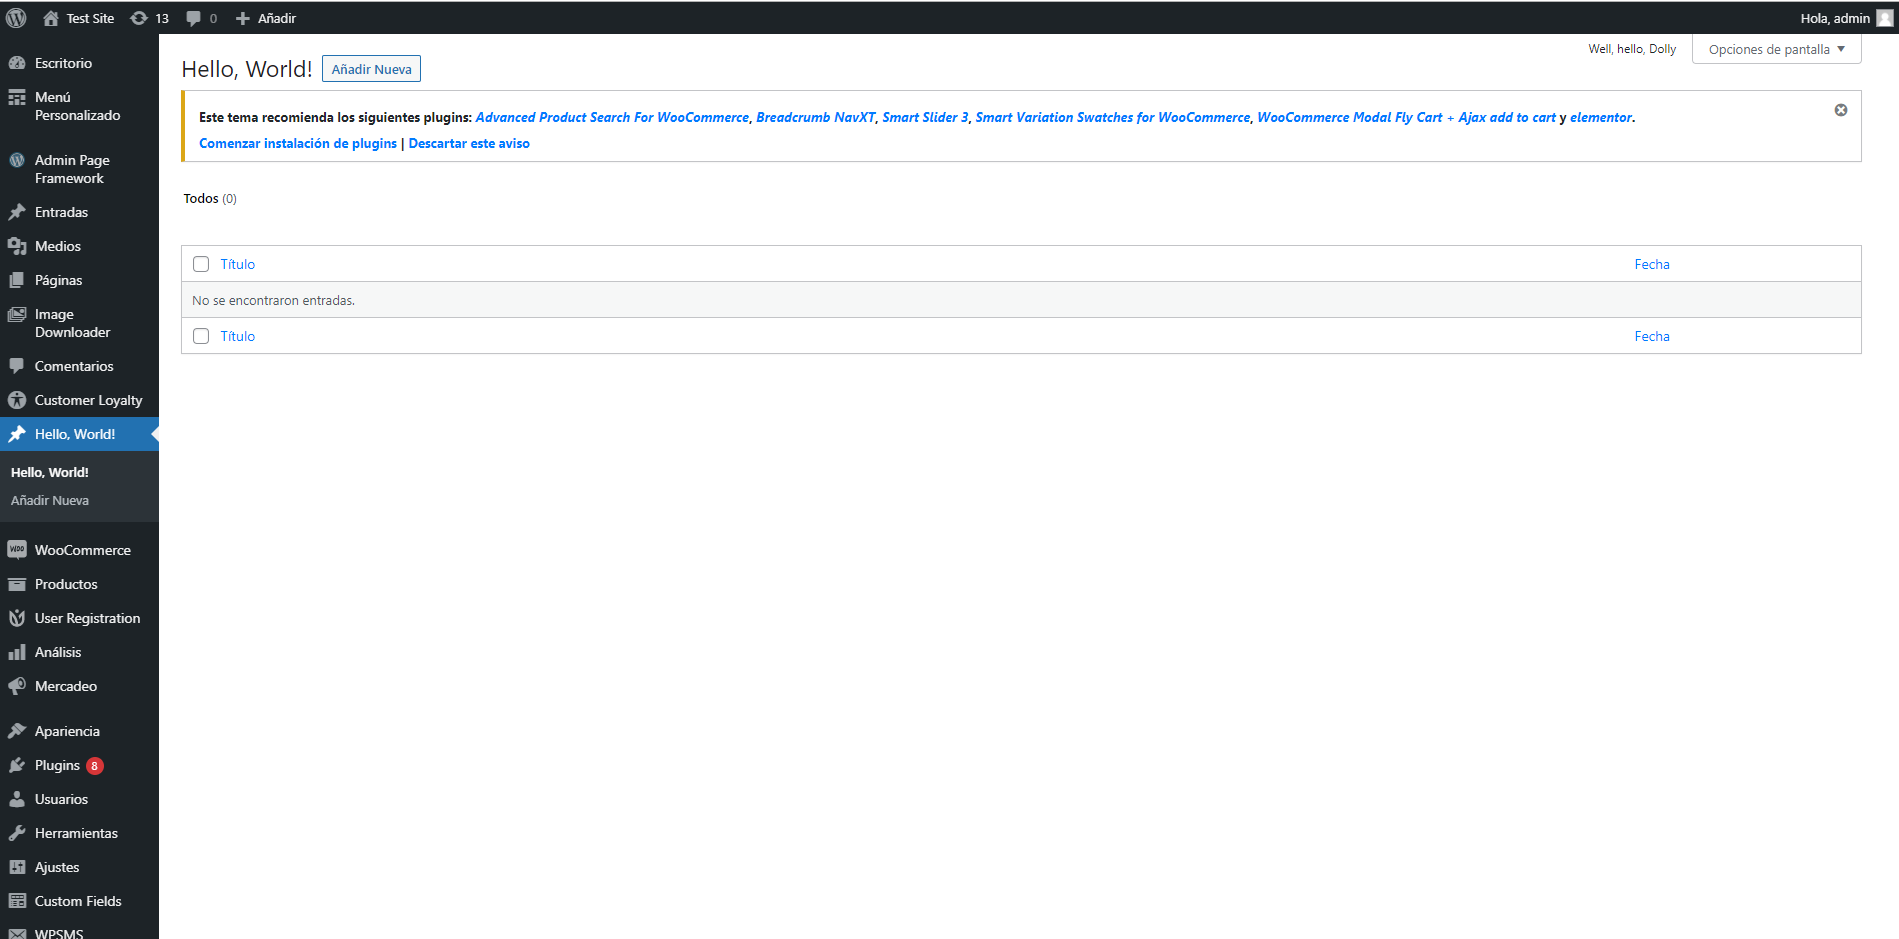 Test Site 13 0 Añadir Hola, admin
Escritorio
Menú
Personalizado
Admin Page
Framework
Entradas
Medios
Páginas
Image
Downloader
Comentarios
Customer Loyalty
Hello, World!
Hello, World!
Añadir Nueva
WOO WooCommerce
Productos
User Registration
Análisis
Mercadeo
Apariencia
Plugins 8
Usuarios
Herramientas
Ajustes
Custom Fields
WPSMS
Well, hello, Dolly Opciones de pantalla
Hello, World! Añadir Nueva
Este tema recomienda los siguientes plugins: Advanced Product Search For WooCommerce, Breadcrumb NavXT, Smart Slider 3, Smart Variation Swatches for WooCommerce, WooCommerce Modal Fly Cart + Ajax add to cart y elementor.
Comenzar instalación de plugins | Descartar este aviso
Todos (0)
Título Fecha
No se encontraron entradas.
Título Fecha